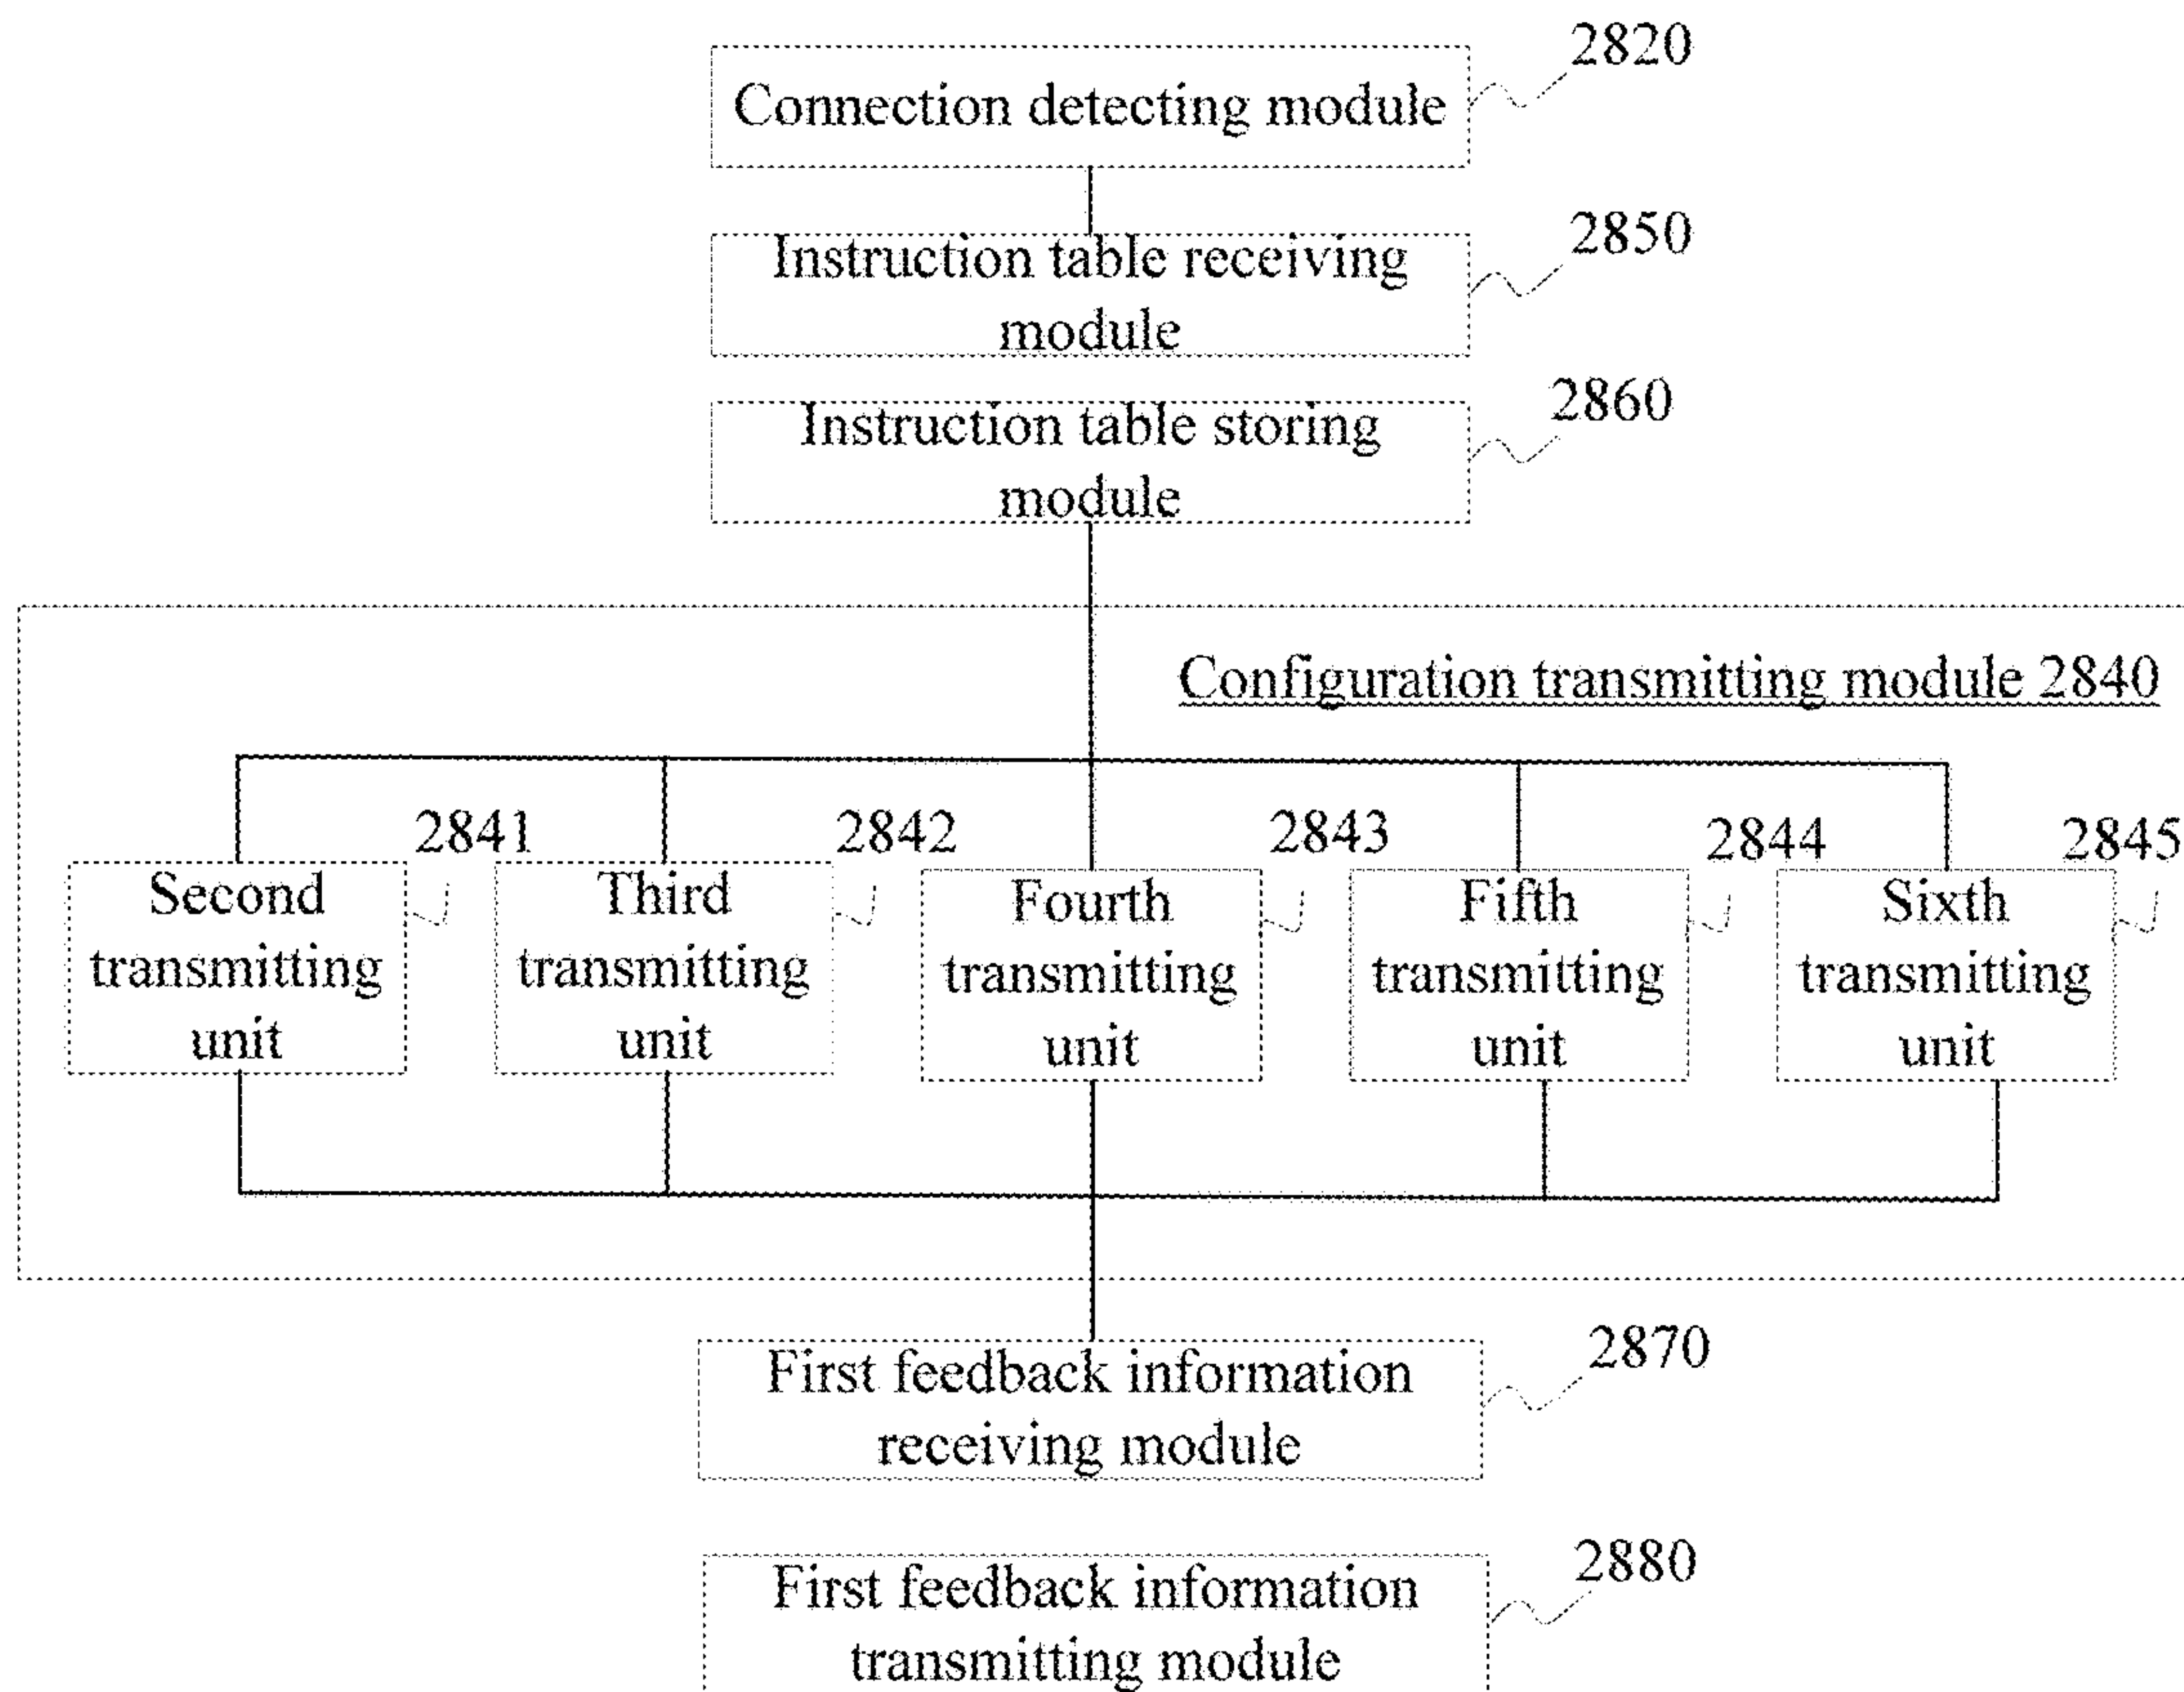 2820
Connection detecting module
2850
Instruction table receiving
module
2860
Instruction table storing
module
Configuration transmitting module 2840
2841
2842
2843
2844
2845
Second
transmitting
unit
Third
transmitting
unit
Fourth
transmitting
unit
Fifth
transmitting
unit
Sixth
transmitting
unit
2870
First feedback information
receiving module
2880
First feedback information
transmitting module